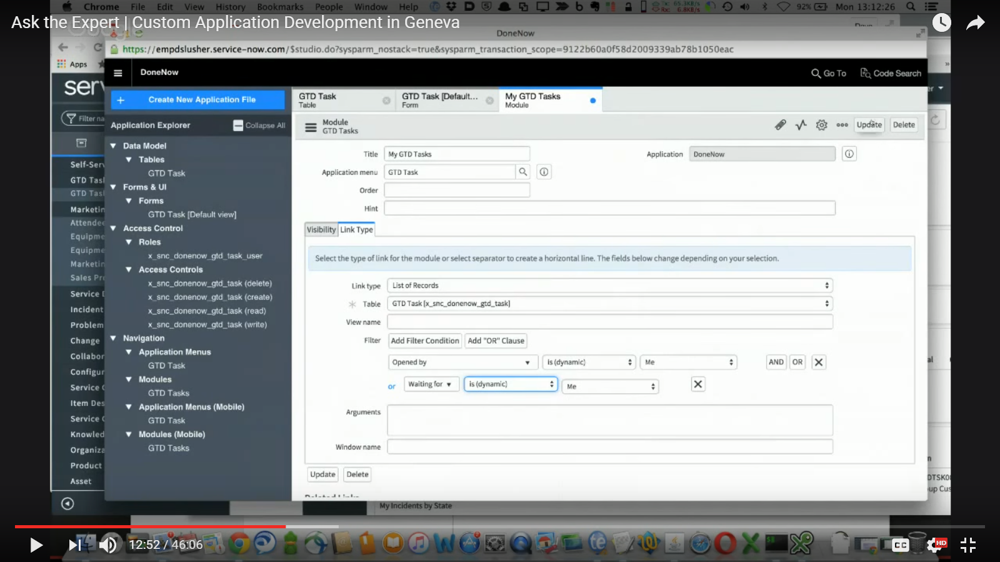 Chrome File Edit View History Bookmarks People Window Help
92% Mon 13:12:26
Ask the Expert | Custom Application Development in Geneva
DoneNow
https://empdslusher.service-now.com/$studio.do?sysparm_nostack=true&sysparm_transaction_scope=9122b60a0f58d2009339ab78b1050eac
Apps
»
DoneNow
Go To
Code Search
serv
Filter na
+ Create New Application File
Application Explorer
Collapse All
Data Model
Tables
GTD Task
Forms & UI
Forms
GTD Task [Default view]
Access Control
Roles
x_snc_donenow_gtd_task_user
Access Controls
x_snc_donenow_gtd_task (delete)
x_snc_donenow_gtd_task (create)
x_snc_donenow_gtd_task (read)
x_snc_donenow_gtd_task (write)
Navigation
Application Menus
GTD Task
Modules
GTD Tasks
Application Menus (Mobile)
GTD Task
Modules (Mobile)
GTD Tasks
Self-Serv
GTD Tas
GTD Tas
Marketin
Attendee
Equipme
Equipme
Marketin
Sales Pr
Service D
Incident
Problem
Change
Collabor
Configur
Service C
Item Des
Service C
Knowled
Organiza
Product
Asset
GTD Task
Table
GTD Task [Default...
Form
My GTD Tasks
Module
Module
GTD Tasks
Update
Delete
Title My GTD Tasks
Application DoneNow
Application menu GTD Task
Order
Hint
Visibility
Link Type
Select the type of link for the module or select separator to create a horizontal line. The fields below change depending on your selection.
Link type List of Records
Table GTD Task [x_snc_donenow_gtd_task]
View name
Filter Add Filter Condition Add "OR" Clause
Opened by is (dynamic) Me AND OR
or Waiting for is (dynamic) Me
Arguments
Window name
Update Delete
Related Links
My Incidents by State
12:52 / 46:06
CC
HD